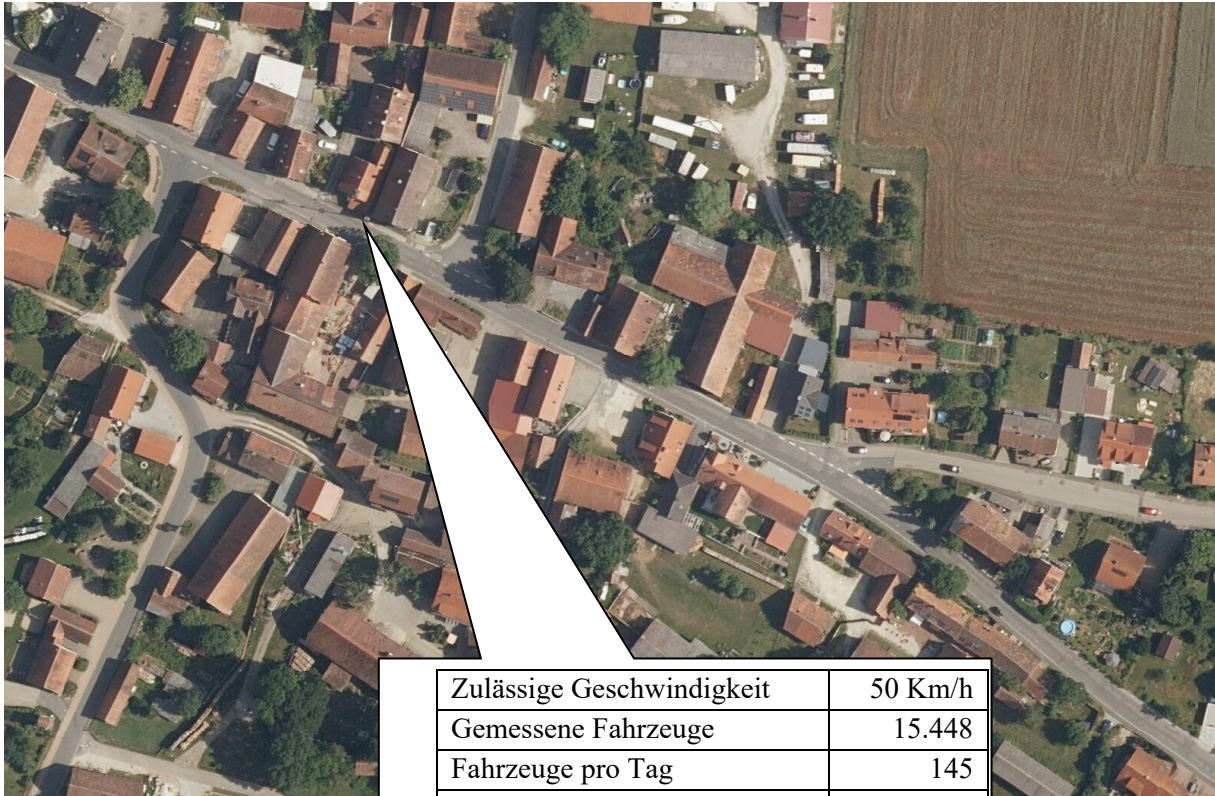 Zulässige Geschwindigkeit 50 Km/h
Gemessene Fahrzeuge 15.448
Fahrzeuge pro Tag 145